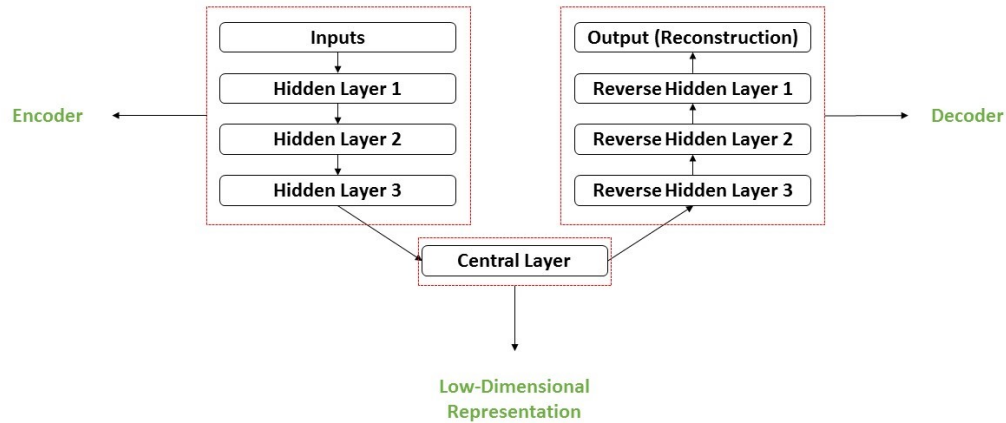 Inputs
Hidden Layer 1
Hidden Layer 2
Hidden Layer 3
Encoder
Output (Reconstruction)
Reverse Hidden Layer 1
Reverse Hidden Layer 2
Reverse Hidden Layer 3
Decoder
Central Layer
Low-Dimensional
Representation